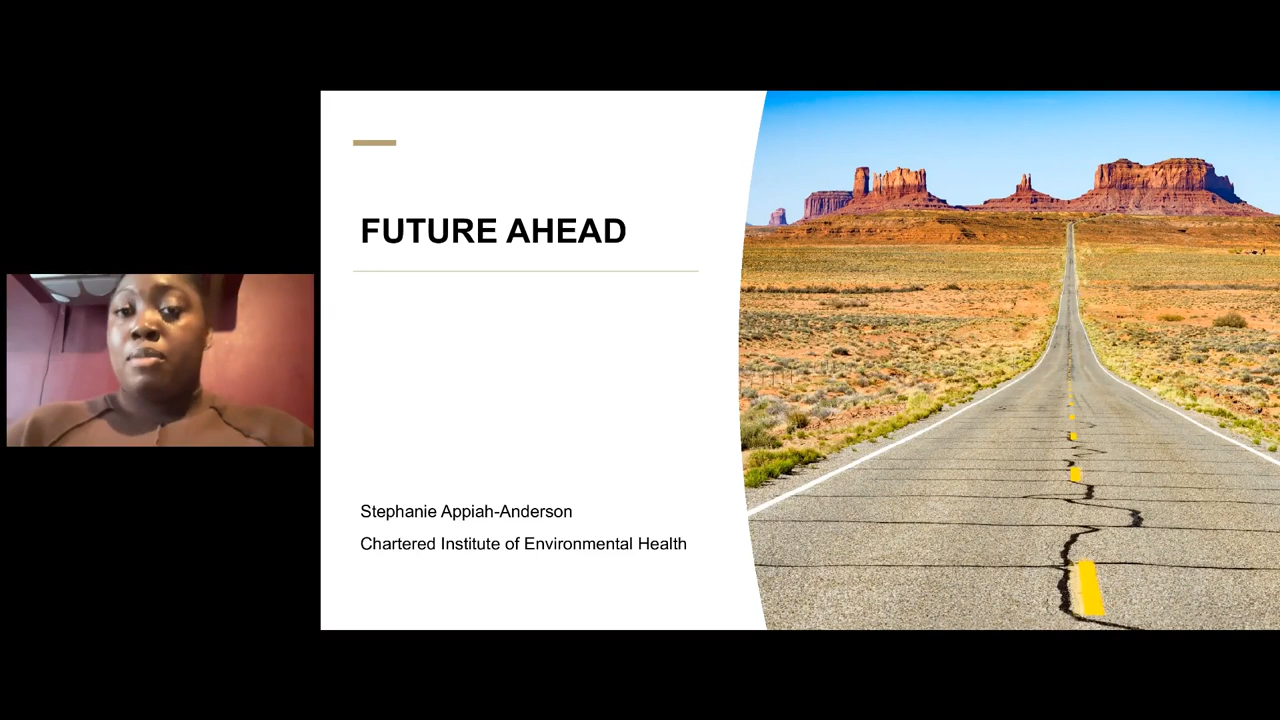 FUTURE AHEAD
Stephanie Appiah-Anderson
Chartered Institute of Environmental Health